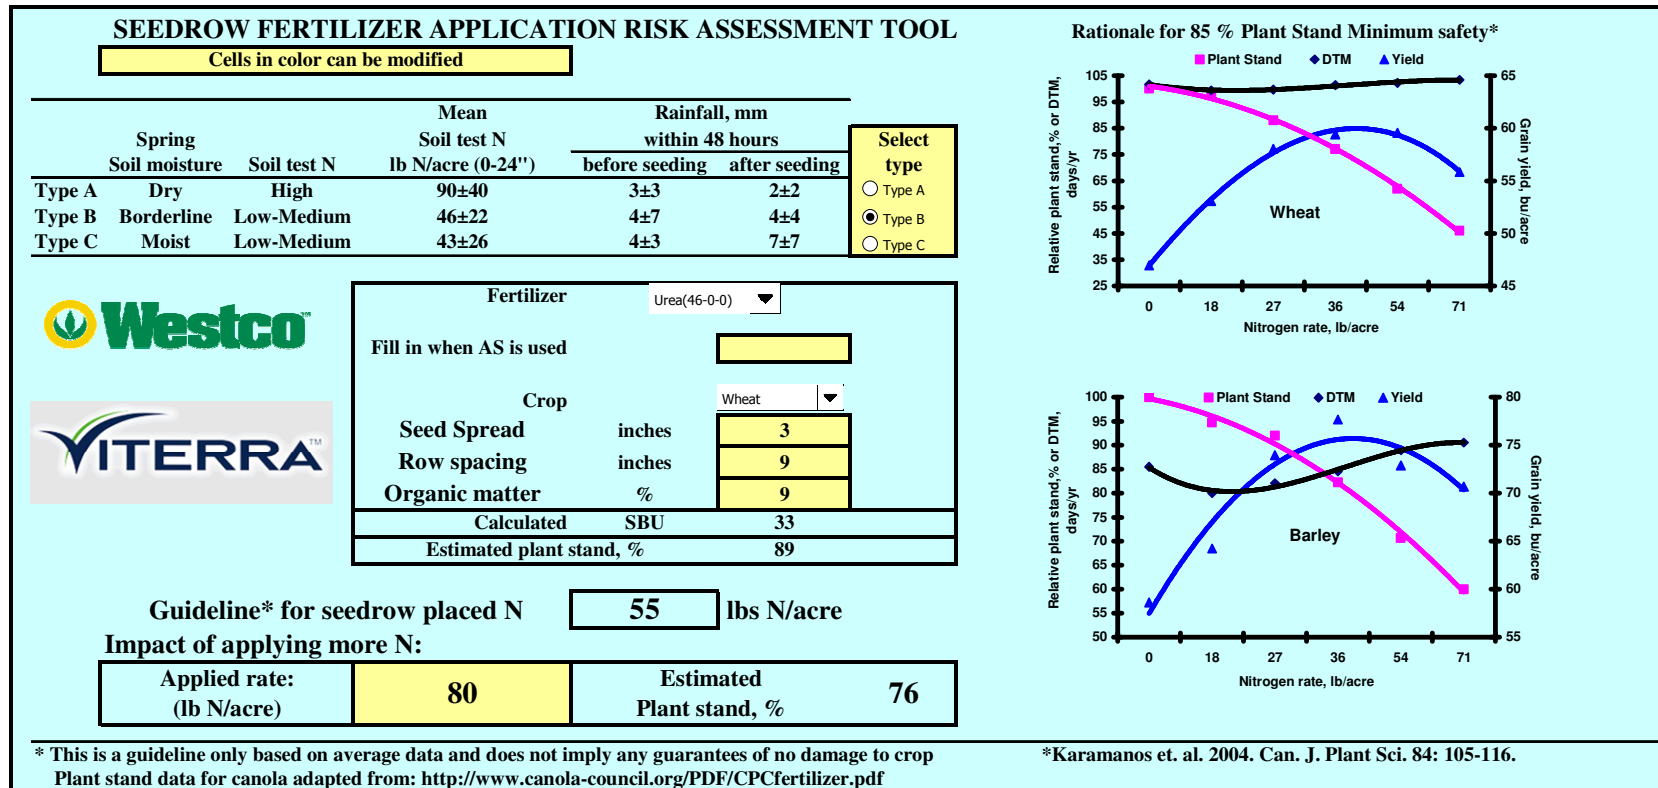 SEEDROW FERTILIZER APPLICATION RISK ASSESSMENT TOOL
Cells in color can be modified
Mean Rainfall, mm
Spring Soil test N within 48 hours Select
Soil moisture Soil test N lb N/acre (0-24") before seeding after seeding type
Type A Dry High 90±40 3±3 2±2 Type A
Type B Borderline Low-Medium 46±22 4±7 4±4 Type B
Type C Moist Low-Medium 43±26 4±3 7±7 Type C
Westco™
VITERRA™
Fertilizer Urea(46-0-0)
Fill in when AS is used
Crop Wheat
Seed Spread inches 3
Row spacing inches 9
Organic matter % 9
Calculated SBU 33
Estimated plant stand, % 89
Guideline* for seedrow placed N 55 lbs N/acre
Impact of applying more N:
Applied rate: Estimated
(lb N/acre) 80 Plant stand, % 76
* This is a guideline only based on average data and does not imply any guarantees of no damage to crop
Plant stand data for canola adapted from: http://www.canola-council.org/PDF/CPCfertilizer.pdf
Rationale for 85 % Plant Stand Minimum safety*
Plant Stand DTM Yield
Relative plant stand,% or DTM,
days/yr
105
95
85
75
65
55
45
35
25
65
60
55
50
45
Grain yield, bu/acre
Wheat
0 18 27 36 54 71
Nitrogen rate, lb/acre
Plant Stand DTM Yield
Relative plant stand,% or DTM,
days/yr
100
95
90
85
80
75
70
65
60
55
50
80
75
70
65
60
55
Grain yield, bu/acre
Barley
0 18 27 36 54 71
Nitrogen rate, lb/acre
*Karamanos et. al. 2004. Can. J. Plant Sci. 84: 105-116.